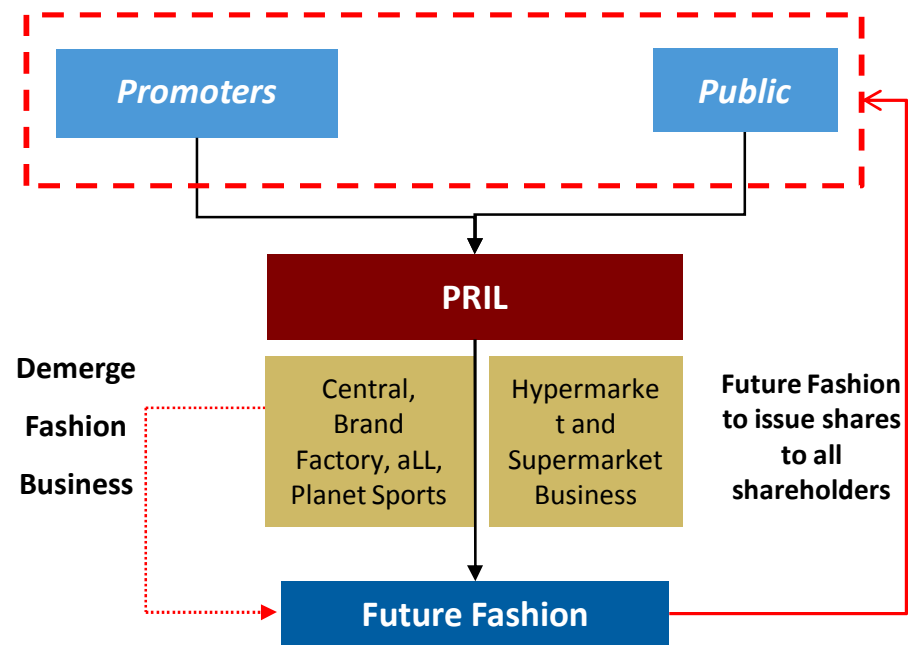 Promoters
Public
PRIL
Demerge
Fashion
Business
Central,
Brand
Factory, aLL,
Planet Sports
Hypermarke
t and
Supermarket
Business
Future Fashion
to issue shares
to all
shareholders
Future Fashion